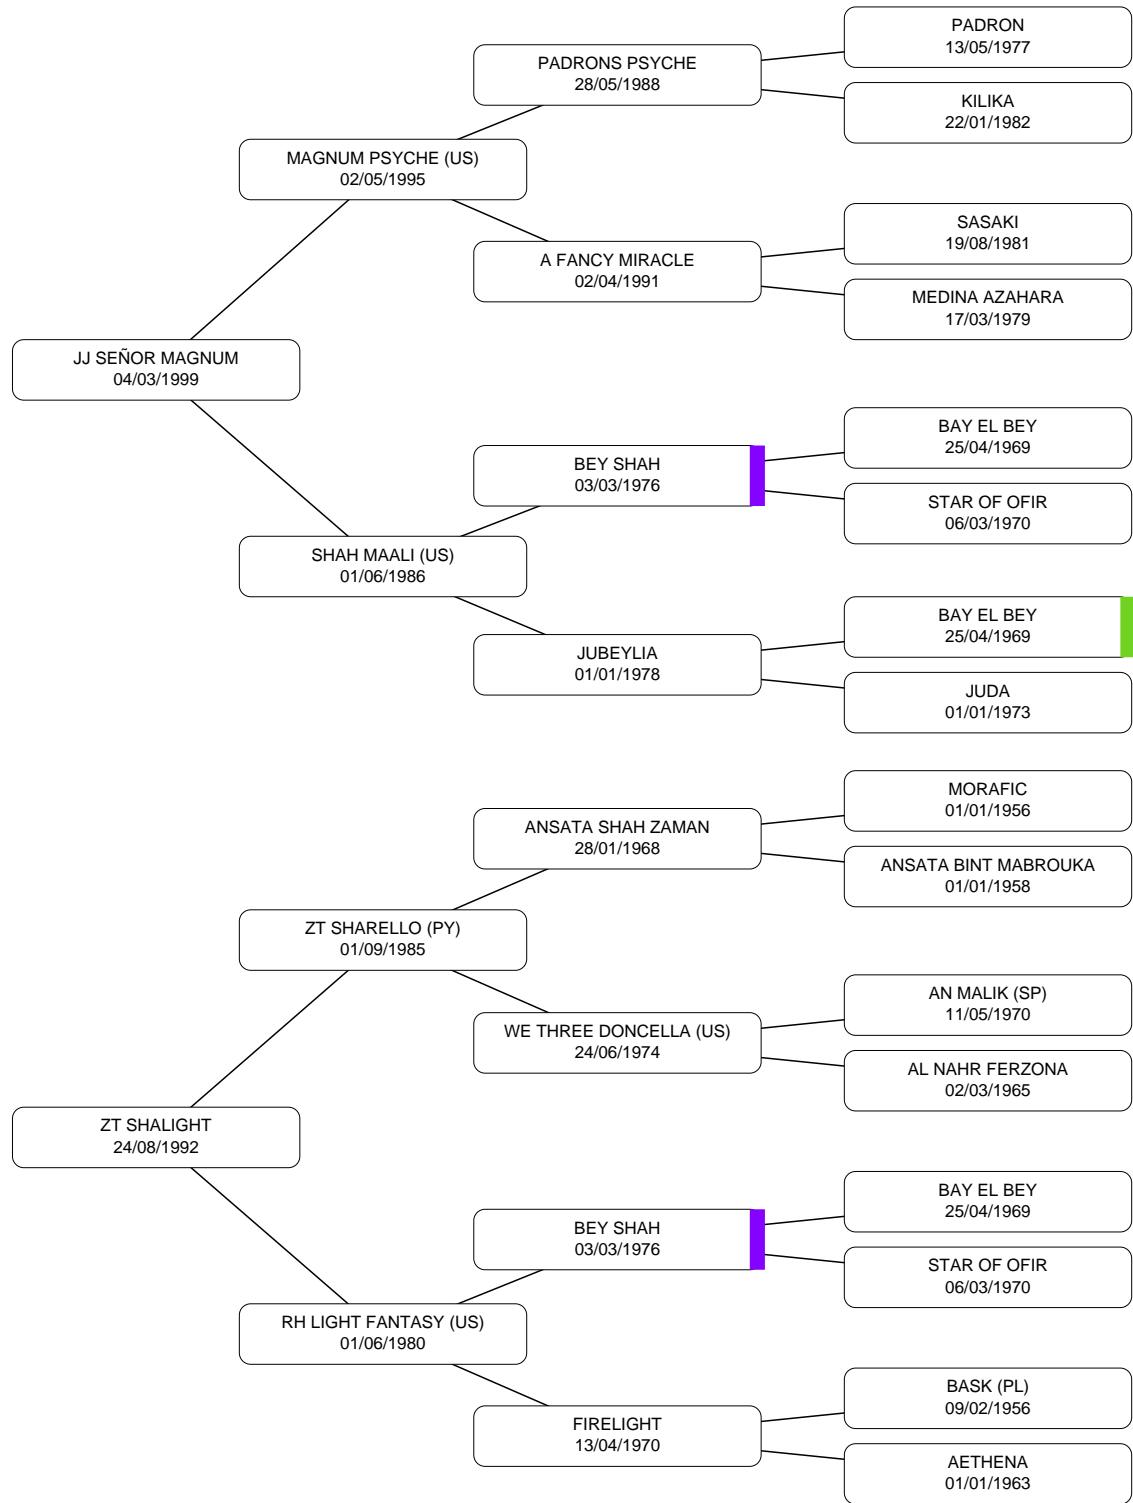 PADRON
13/05/1977
PADRONS PSYCHE
28/05/1988
KILIKA
22/01/1982
MAGNUM PSYCHE (US)
02/05/1995
SASAKI
19/08/1981
A FANCY MIRACLE
02/04/1991
MEDINA AZAHARA
17/03/1979
JJ SEÑOR MAGNUM
04/03/1999
BAY EL BEY
25/04/1969
BEY SHAH
03/03/1976
STAR OF OFIR
06/03/1970
SHAH MAALI (US)
01/06/1986
BAY EL BEY
25/04/1969
JUBEYLIA
01/01/1978
JUDA
01/01/1973
MORAFIC
01/01/1956
ANSATA SHAH ZAMAN
28/01/1968
ANSATA BINT MABROUKA
01/01/1958
ZT SHARELLO (PY)
01/09/1985
AN MALIK (SP)
11/05/1970
WE THREE DONCELLA (US)
24/06/1974
AL NAHR FERZONA
02/03/1965
ZT SHALIGHT
24/08/1992
BAY EL BEY
25/04/1969
BEY SHAH
03/03/1976
STAR OF OFIR
06/03/1970
RH LIGHT FANTASY (US)
01/06/1980
BASK (PL)
09/02/1956
FIRELIGHT
13/04/1970
AETHENA
01/01/1963